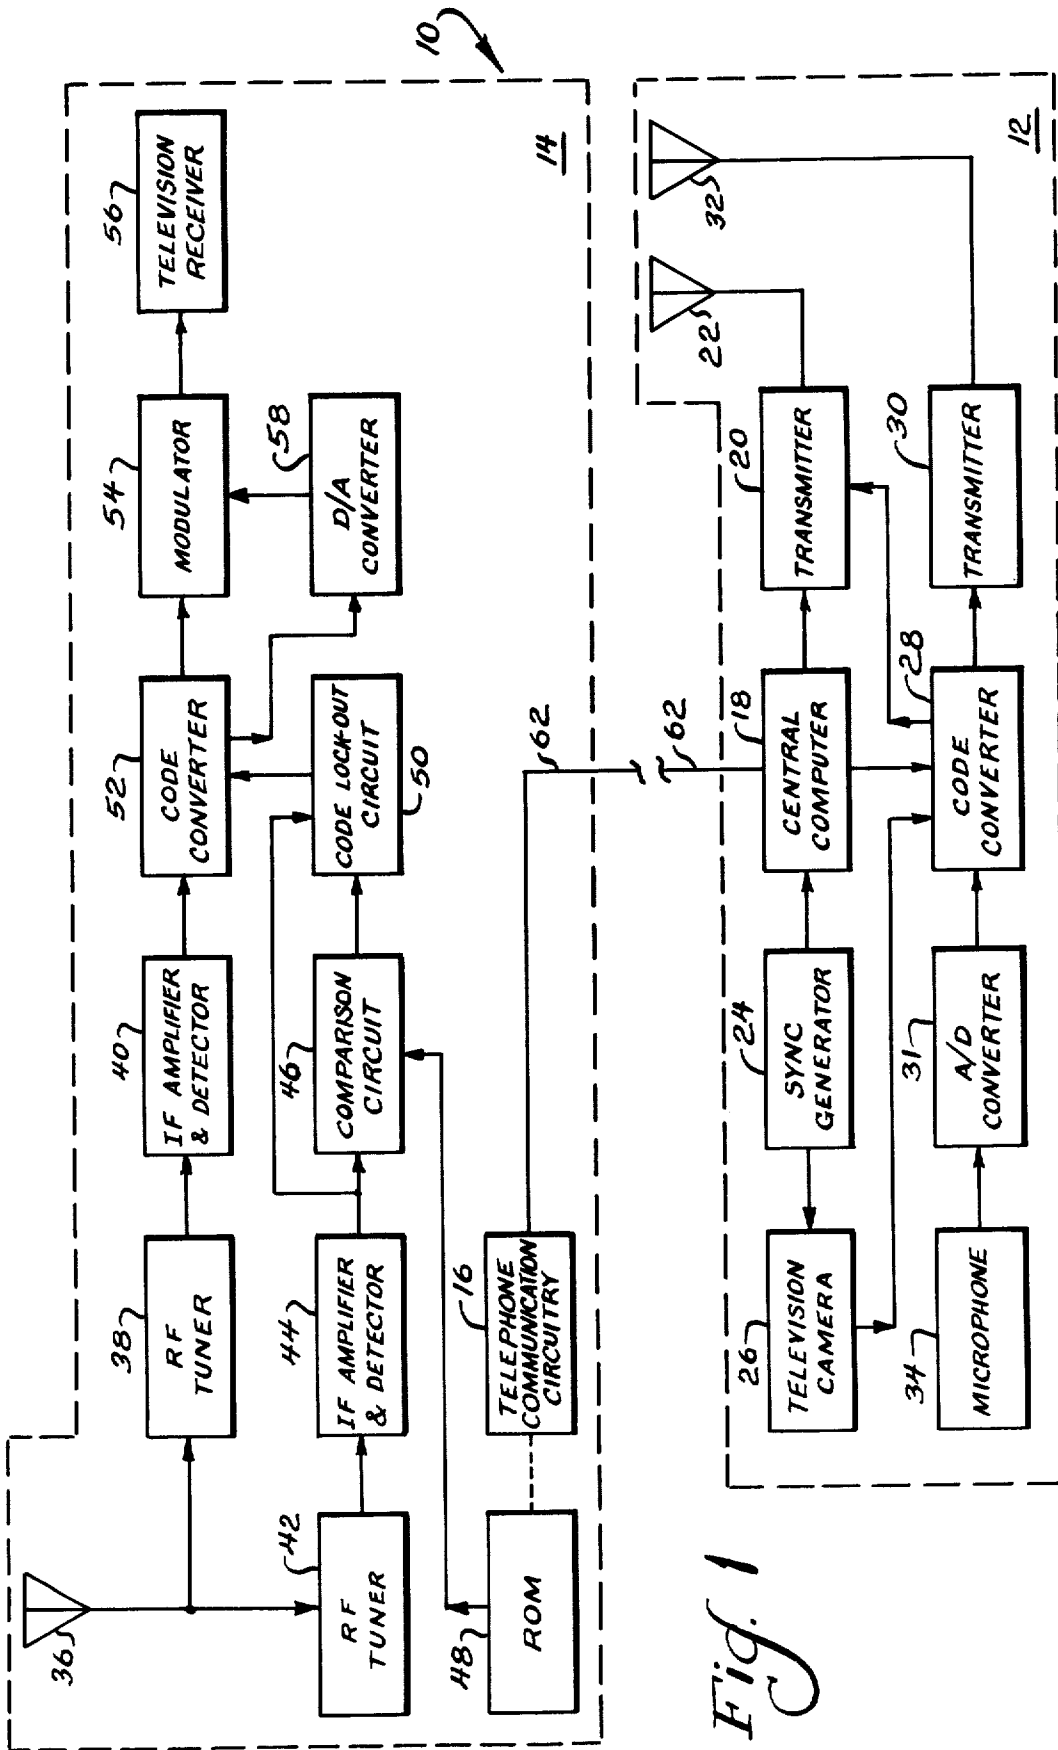 10
14
36
38
RF
TUNER
40
IF AMPLIFIER
& DETECTOR
52
CODE
CONVERTER
54
MODULATOR
56
TELEVISION
RECEIVER
42
RF
TUNER
44
IF AMPLIFIER
& DETECTOR
46
COMPARISON
CIRCUIT
CODE LOCK-OUT
CIRCUIT
50
58
D/A
CONVERTER
48
ROM
16
TELEPHONE
COMMUNICATION
CIRCUITRY
62
62
12
26
TELEVISION
CAMERA
24
SYNC
GENERATOR
18
CENTRAL
COMPUTER
20
TRANSMITTER
22
32
34
MICROPHONE
31
A/D
CONVERTER
28
CODE
CONVERTER
30
TRANSMITTER
Fig. 1